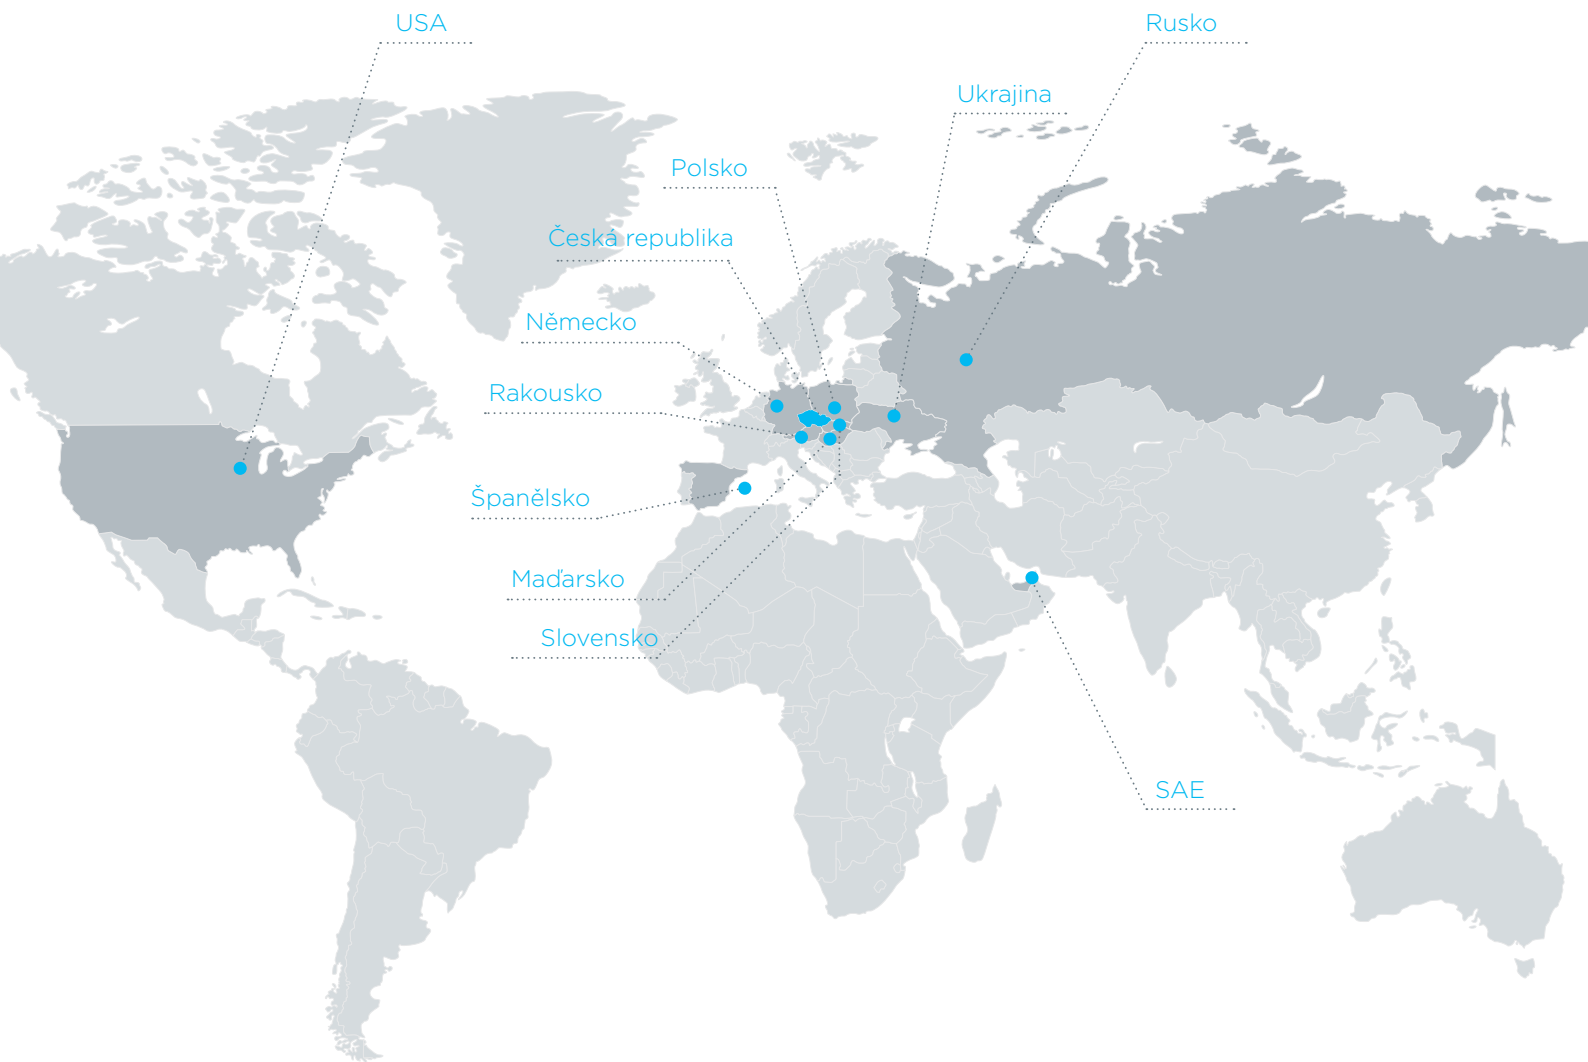 USA
Rusko
Ukrajina
Polsko
Česká republika
Německo
Rakousko
Španělsko
Maďarsko
Slovensko
SAE